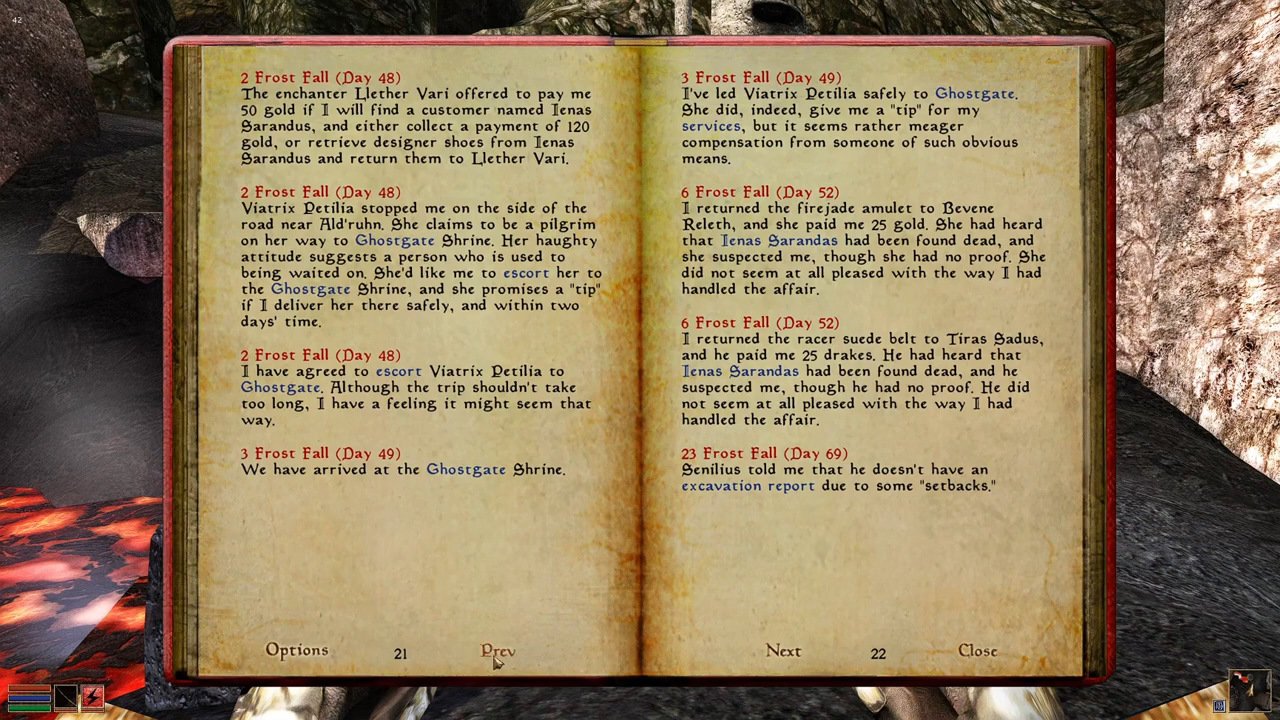 42
2 Frost Fall (Day 48)
The enchanter Llether Vari offered to pay me
50 gold if I will find a customer named Ienas
Sarandus, and either collect a payment of 120
gold, or retrieve designer shoes from Ienas
Sarandus and return them to Llether Vari.
2 Frost Fall (Day 48)
Viatrix Petilia stopped me on the side of the
road near Ald'ruhn. She claims to be a pilgrim
on her way to Ghostgate Shrine. Her haughty
attitude suggests a person who is used to
being waited on. She'd like me to escort her to
the Ghostgate Shrine, and she promises a "tip"
if I deliver her there safely, and within two
days' time.
2 Frost Fall (Day 48)
I have agreed to escort Viatrix Petilia to
Ghostgate. Although the trip shouldn't take
too long, I have a feeling it might seem that
way.
3 Frost Fall (Day 49)
We have arrived at the Ghostgate Shrine.
3 Frost Fall (Day 49)
I've led Viatrix Petilia safely to Ghostgate.
She did, indeed, give me a "tip" for my
services, but it seems rather meager
compensation from someone of such obvious
means.
6 Frost Fall (Day 52)
I returned the firejade amulet to Bevene
Releth, and she paid me 25 gold. She had heard
that Ienas Sarandas had been found dead, and
she suspected me, though she had no proof. She
did not seem at all pleased with the way I had
handled the affair.
6 Frost Fall (Day 52)
I returned the racer suede belt to Tiras Sadus,
and he paid me 25 drakes. He had heard that
Ienas Sarandas had been found dead, and he
suspected me, though he had no proof. He did
not seem at all pleased with the way I had
handled the affair.
23 Frost Fall (Day 69)
Senilius told me that he doesn't have an
excavation report due to some "setbacks."
Options 21 Prev Next 22 Close